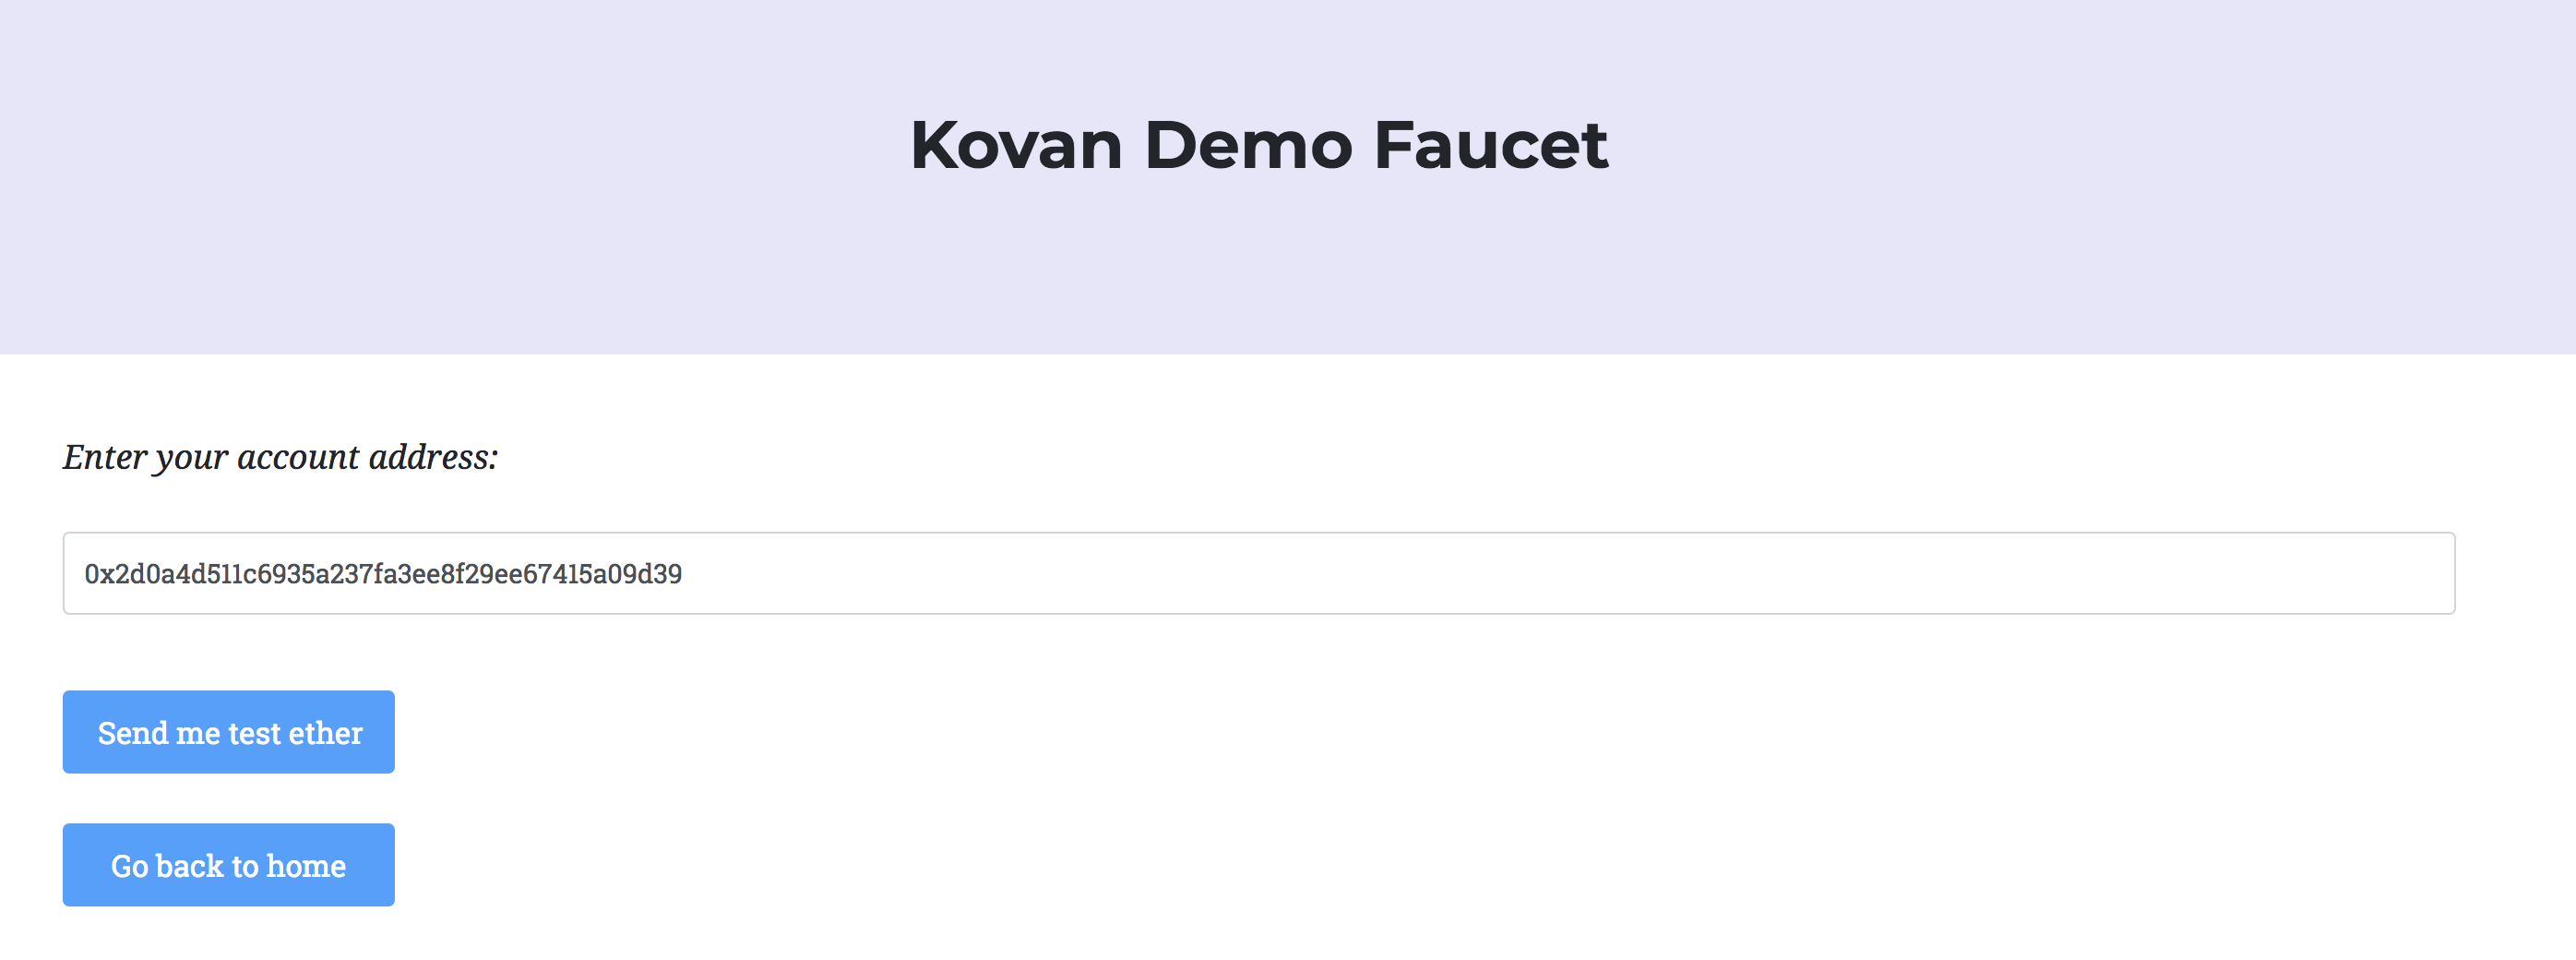 Kovan Demo Faucet
Enter your account address:
0x2d0a4d511c6935a237fa3ee8f29ee67415a09d39
Send me test ether
Go back to home